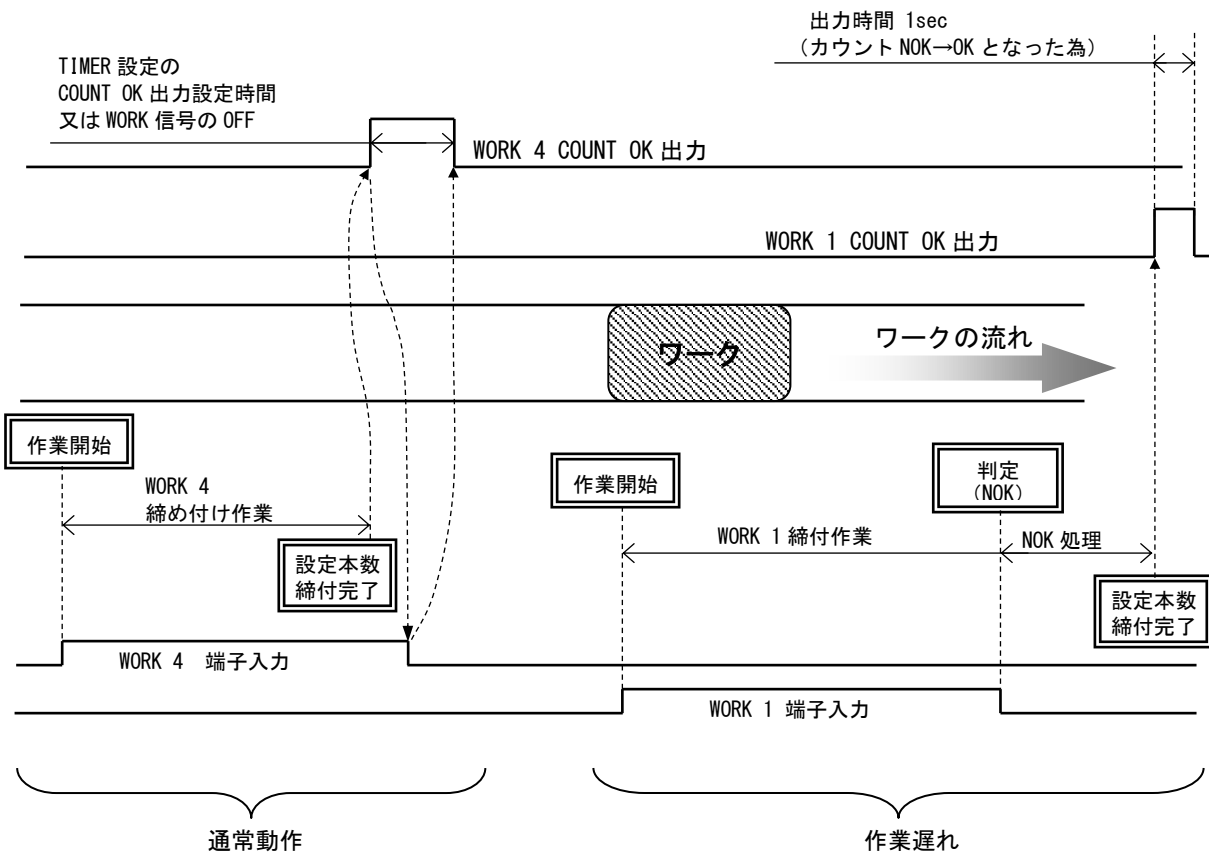 出力時間 1sec
(カウント NOK→OK となった為)
TIMER 設定の
COUNT OK 出力設定時間
又は WORK 信号の OFF
WORK 4 COUNT OK 出力
WORK 1 COUNT OK 出力
ワーク
ワークの流れ
作業開始
WORK 4
締め付け作業
設定本数
締付完了
作業開始
WORK 1 締付作業
判定
(NOK)
NOK 処理
設定本数
締付完了
WORK 4 端子入力
WORK 1 端子入力
通常動作
作業遅れ